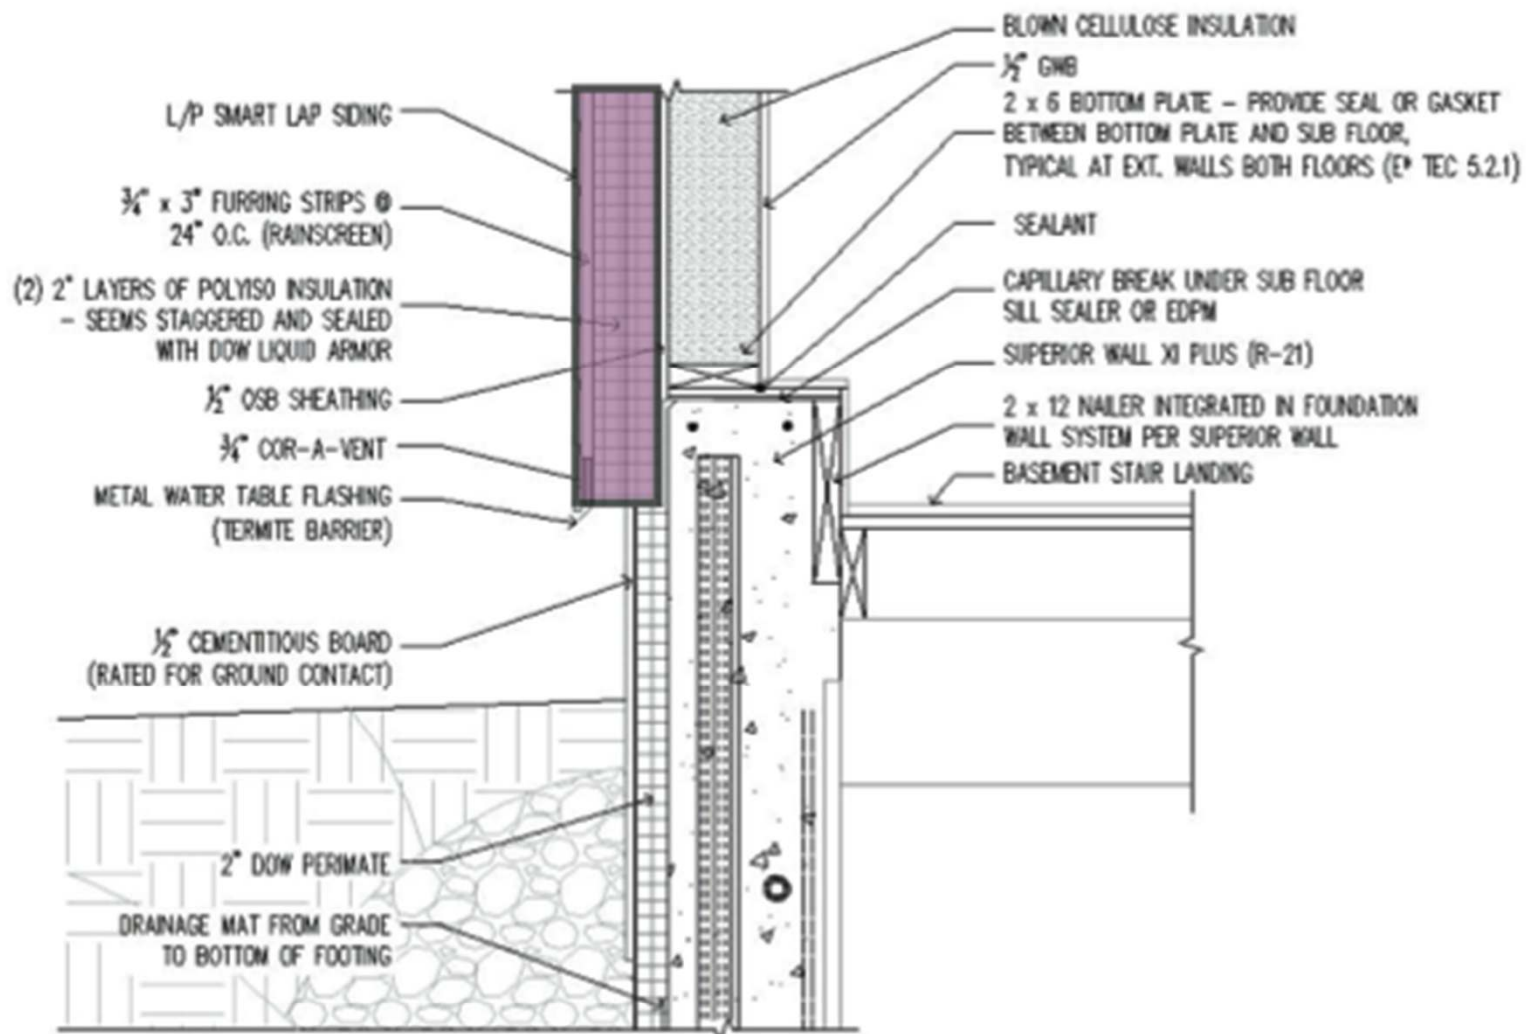 L/P SMART LAP SIDING
¾" x 3" FURRING STRIPS @
24" O.C. (RAINSCREEN)
(2) 2" LAYERS OF POLYISO INSULATION
- SEEMS STAGGERED AND SEALED
WITH DOW LIQUID ARMOR
½" OSB SHEATHING
¾" COR-A-VENT
METAL WATER TABLE FLASHING
(TERMITE BARRIER)
½" CEMENTITIOUS BOARD
(RATED FOR GROUND CONTACT)
2" DOW PERIMATE
DRAINAGE MAT FROM GRADE
TO BOTTOM OF FOOTING
BLOWN CELLULOSE INSULATION
½" GWB
2 x 6 BOTTOM PLATE - PROVIDE SEAL OR GASKET
BETWEEN BOTTOM PLATE AND SUB FLOOR,
TYPICAL AT EXT. WALLS BOTH FLOORS (TEC 5.2.1)
SEALANT
CAPILLARY BREAK UNDER SUB FLOOR
SILL SEALER OR EDPM
SUPERIOR WALL XI PLUS (R-21)
2 x 12 NAILER INTEGRATED IN FOUNDATION
WALL SYSTEM PER SUPERIOR WALL
BASEMENT STAIR LANDING